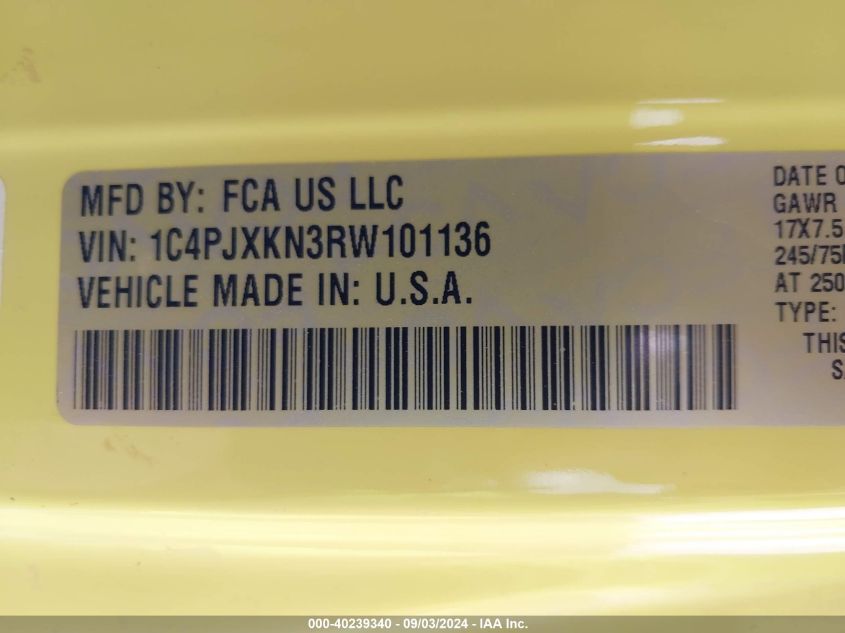 MFD BY: FCA US LLC
VIN: 1C4PJXKN3RW101136
VEHICLE MADE IN: U.S.A.
DATE O
GAWR
17X7.5
245/75
AT 250
TYPE:
THIS
000-40239340 - 09/03/2024 - IAA Inc.